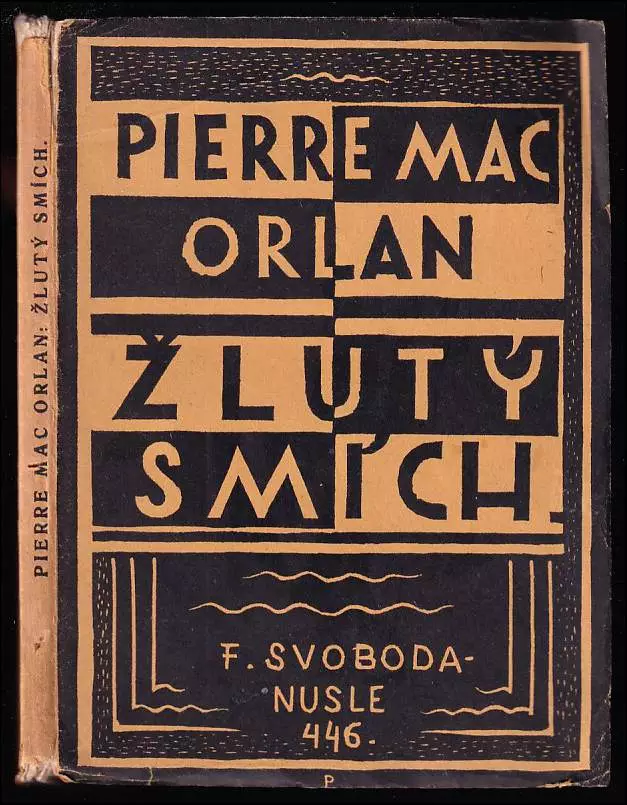 PIERRE MAC ORLAN: ŽLUTÝ SMÍCH.
PIERRE MAC
ORLAN
ŽLUTÝ
SMÍCH.
F. SVOBODA-
NUSLE
446.
P